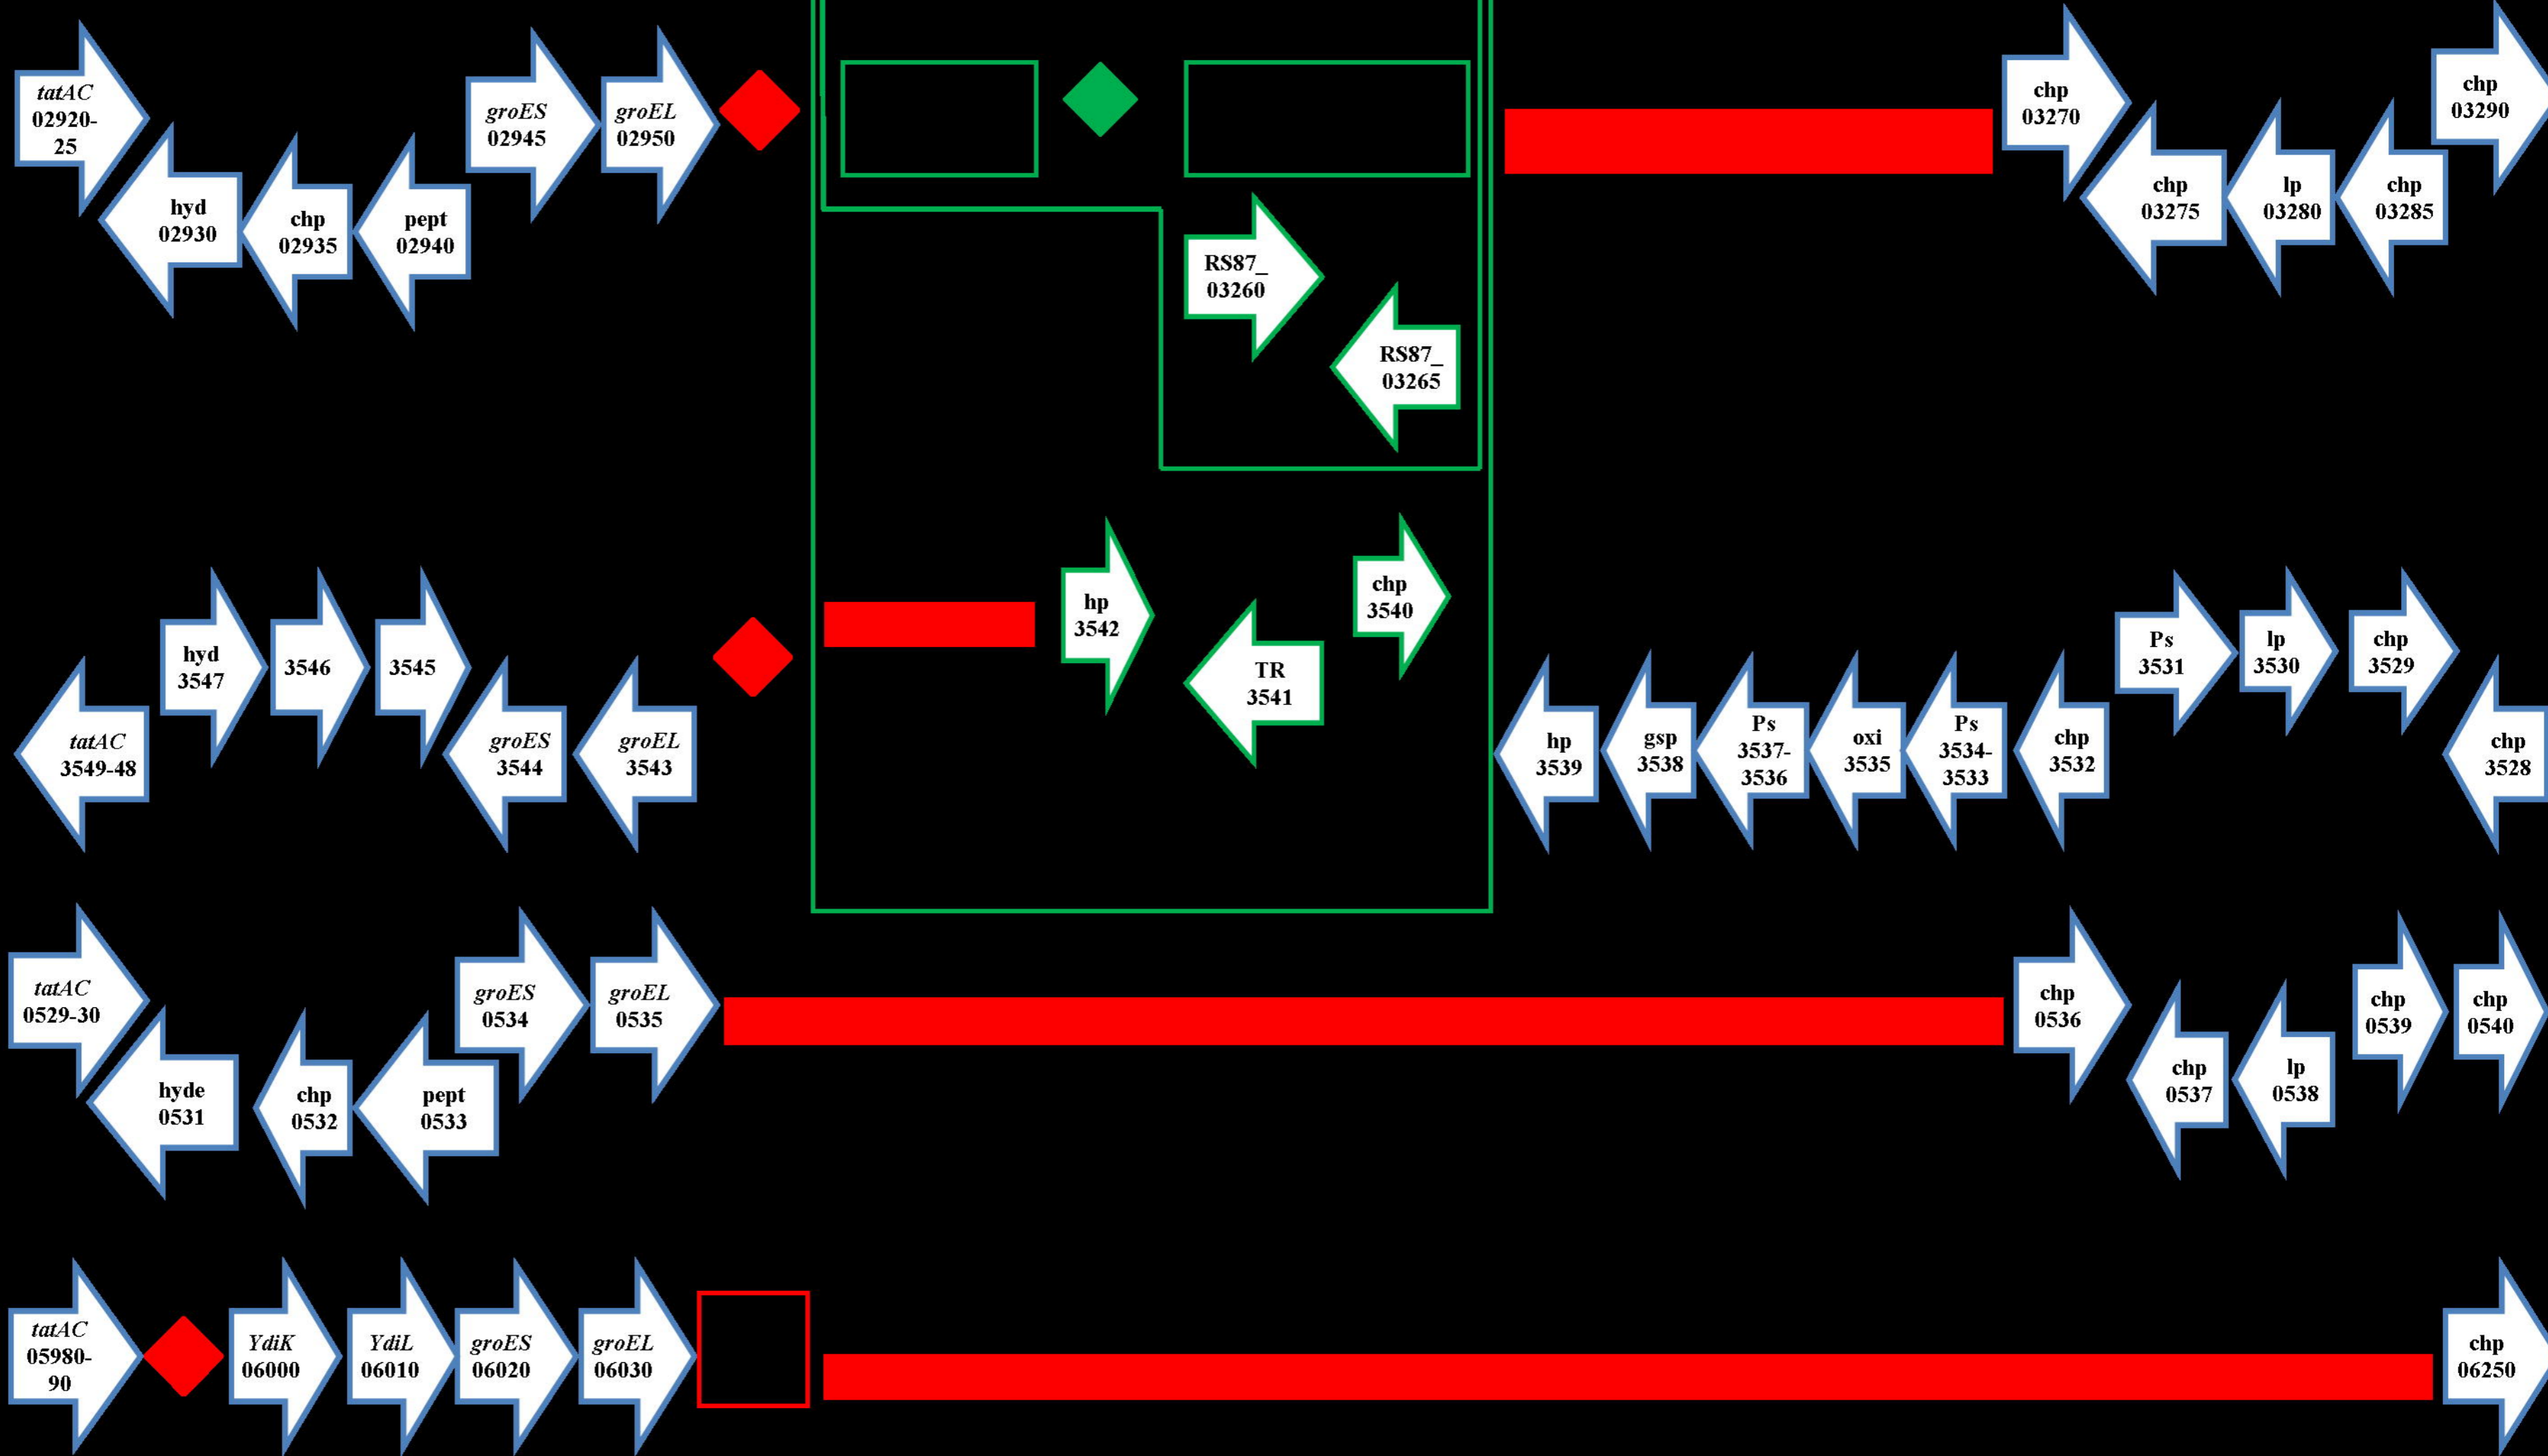 tatAC
02920-
25
hyd
02930
chp
02935
pept
02940
groES
02945
groEL
02950
chp
03270
chp
03275
lp
03280
chp
03285
chp
03290
RS87_
03260
RS87_
03265
tatAC
3549-48
hyd
3547
3546
3545
groES
3544
groEL
3543
hp
3542
TR
3541
chp
3540
hp
3539
gsp
3538
Ps
3537-
3536
oxi
3535
Ps
3534-
3533
chp
3532
Ps
3531
lp
3530
chp
3529
chp
3528
tatAC
0529-30
hyde
0531
chp
0532
pept
0533
groES
0534
groEL
0535
chp
0536
chp
0537
lp
0538
chp
0539
chp
0540
tatAC
05980-
90
YdiK
06000
YdiL
06010
groES
06020
groEL
06030
chp
06250